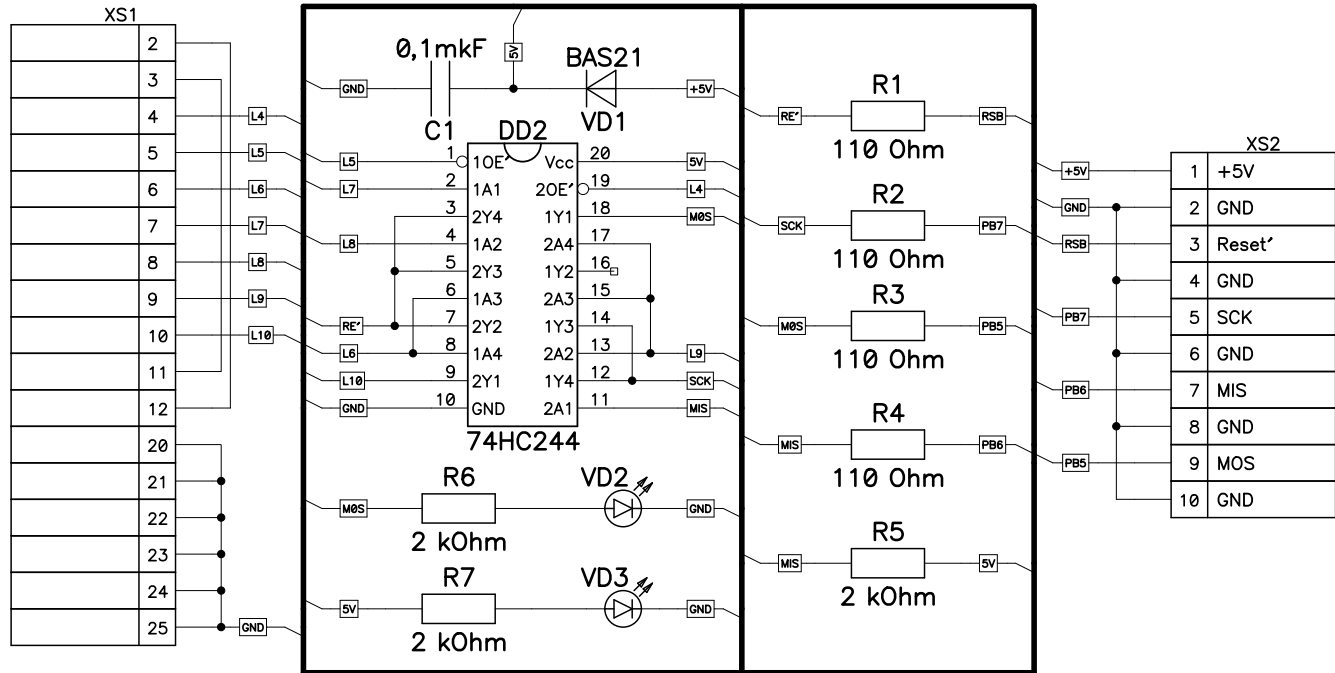 XS1
2
3
4 L4
5 L5
6 L6
7 L7
8 L8
9 L9
10 L10
11
12
20
21
22
23
24
25 GND
5V
0,1mkF
BAS21
GND
+5V
C1
VD1
DD2
L5 1 1OE′ Vcc 20 5V
L7 2 1A1 2OE′ 19 L4
3 2Y4 1Y1 18 MØS
L8 4 1A2 2A4 17
5 2Y3 1Y2 16
6 1A3 2A3 15
RE′ 7 2Y2 1Y3 14
L6 8 1A4 2A2 13 L9
L10 9 2Y1 1Y4 12 SCK
GND 10 GND 2A1 11 MIS
74HC244
R6 VD2
MØS GND
2 kOhm
R7 VD3
5V GND
2 kOhm
R1
RE′ RSB
110 Ohm
R2
SCK PB7
110 Ohm
R3
MØS PB5
110 Ohm
R4
MIS PB6
110 Ohm
R5
MIS 5V
2 kOhm
XS2
+5V 1 +5V
GND 2 GND
RSB 3 Reset′
4 GND
PB7 5 SCK
6 GND
PB6 7 MIS
8 GND
PB5 9 MOS
10 GND